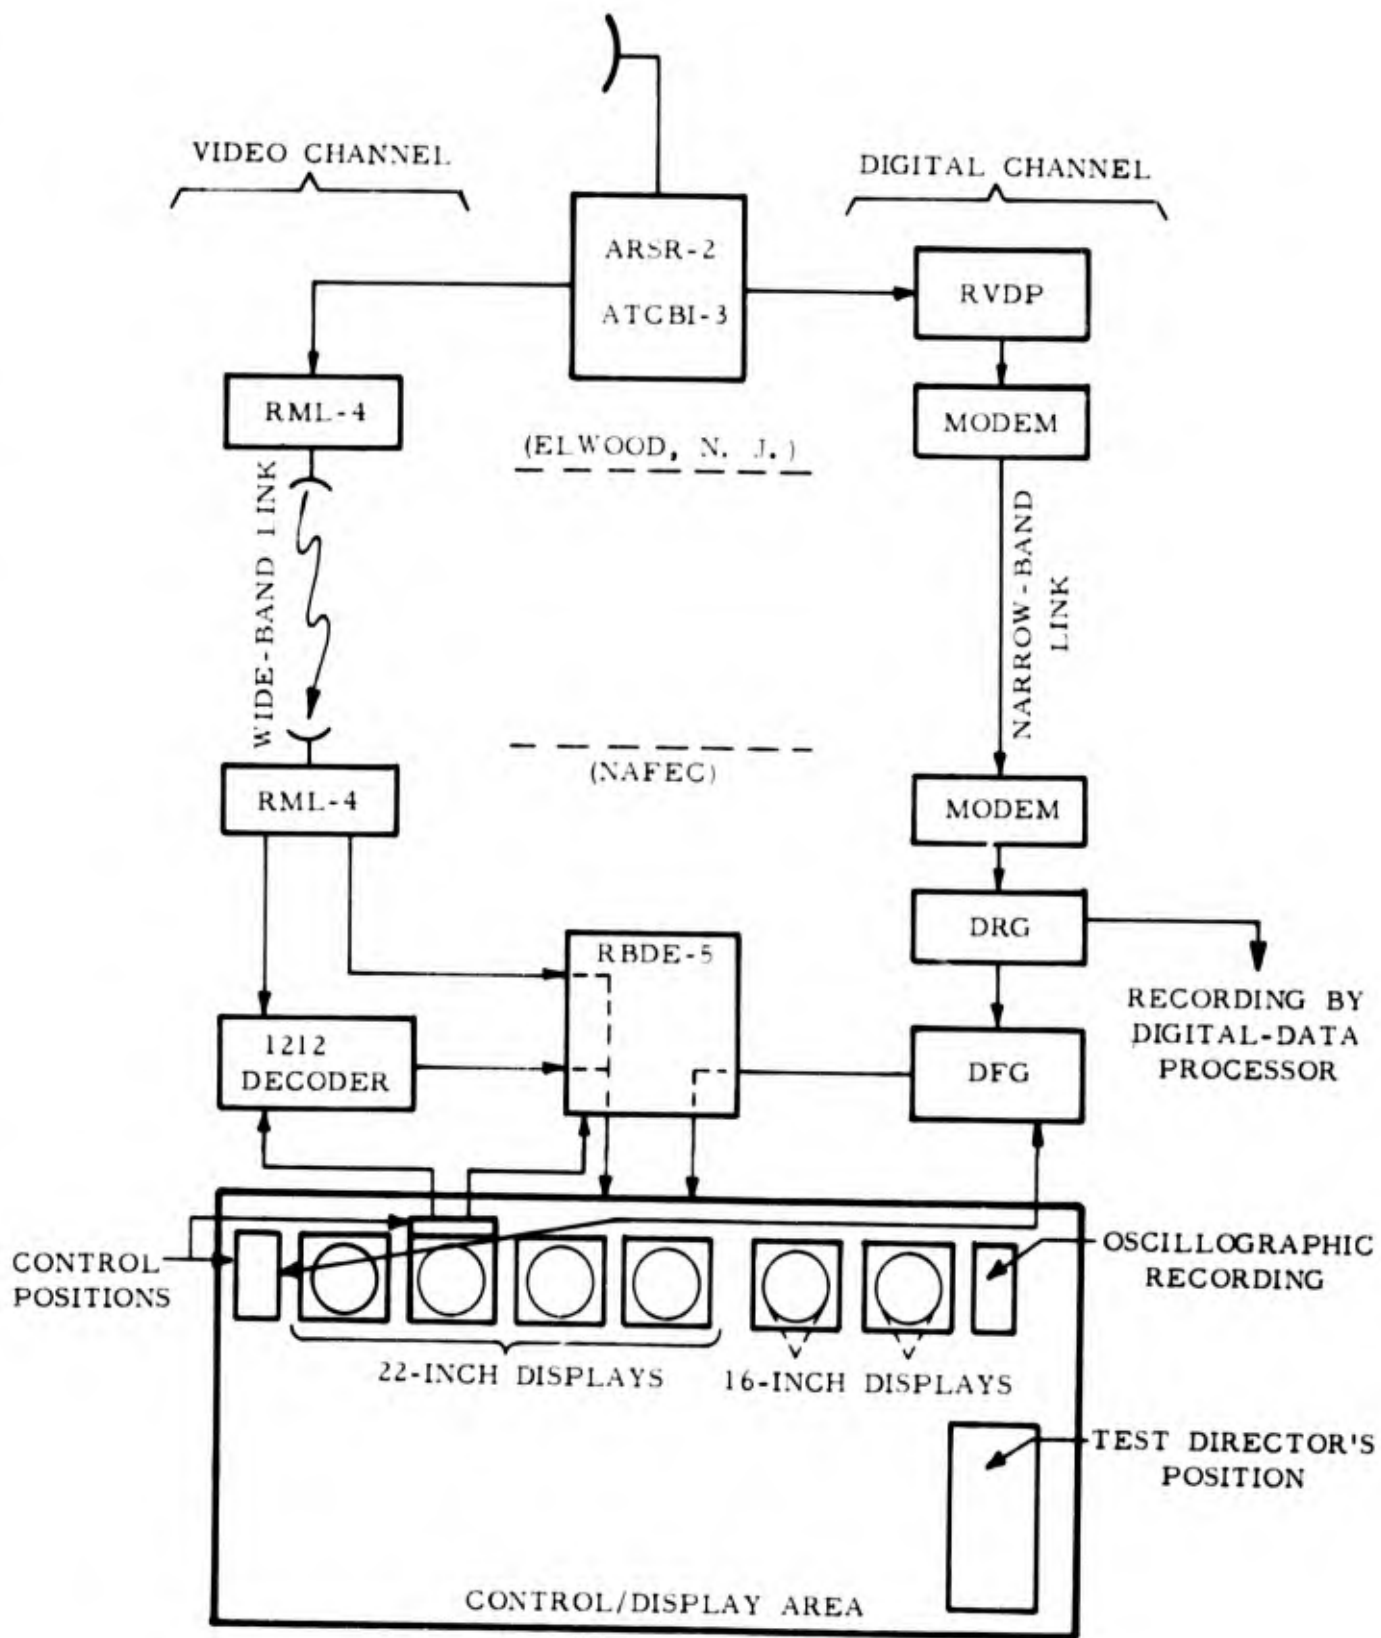 VIDEO CHANNEL
DIGITAL CHANNEL
ARSR-2
ATCBI-3
RVDP
RML-4
MODEM
(ELWOOD, N. J.)
WIDE-BAND LINK
NARROW-BAND
LINK
(NAFEC)
RML-4
MODEM
RBDE-5
DRG
RECORDING BY
DIGITAL-DATA
PROCESSOR
1212
DECODER
DFG
CONTROL
POSITIONS
OSCILLOGRAPHIC
RECORDING
22-INCH DISPLAYS
16-INCH DISPLAYS
TEST DIRECTOR'S
POSITION
CONTROL/DISPLAY AREA